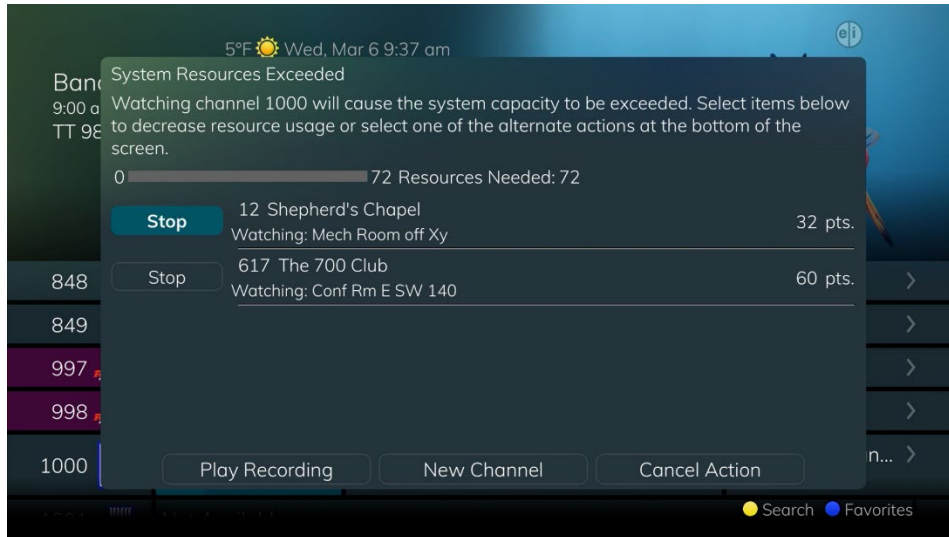 ei
5°F Wed, Mar 6 9:37 am
System Resources Exceeded
Watching channel 1000 will cause the system capacity to be exceeded. Select items below
to decrease resource usage or select one of the alternate actions at the bottom of the
screen.
9:00 a
TT 98
0 72 Resources Needed: 72
Stop 12 Shepherd's Chapel 32 pts.
Watching: Mech Room off Xy
Stop 617 The 700 Club 60 pts.
Watching: Conf Rm E SW 140
848
849
997
998
1000 n...
Play Recording New Channel Cancel Action
Search Favorites